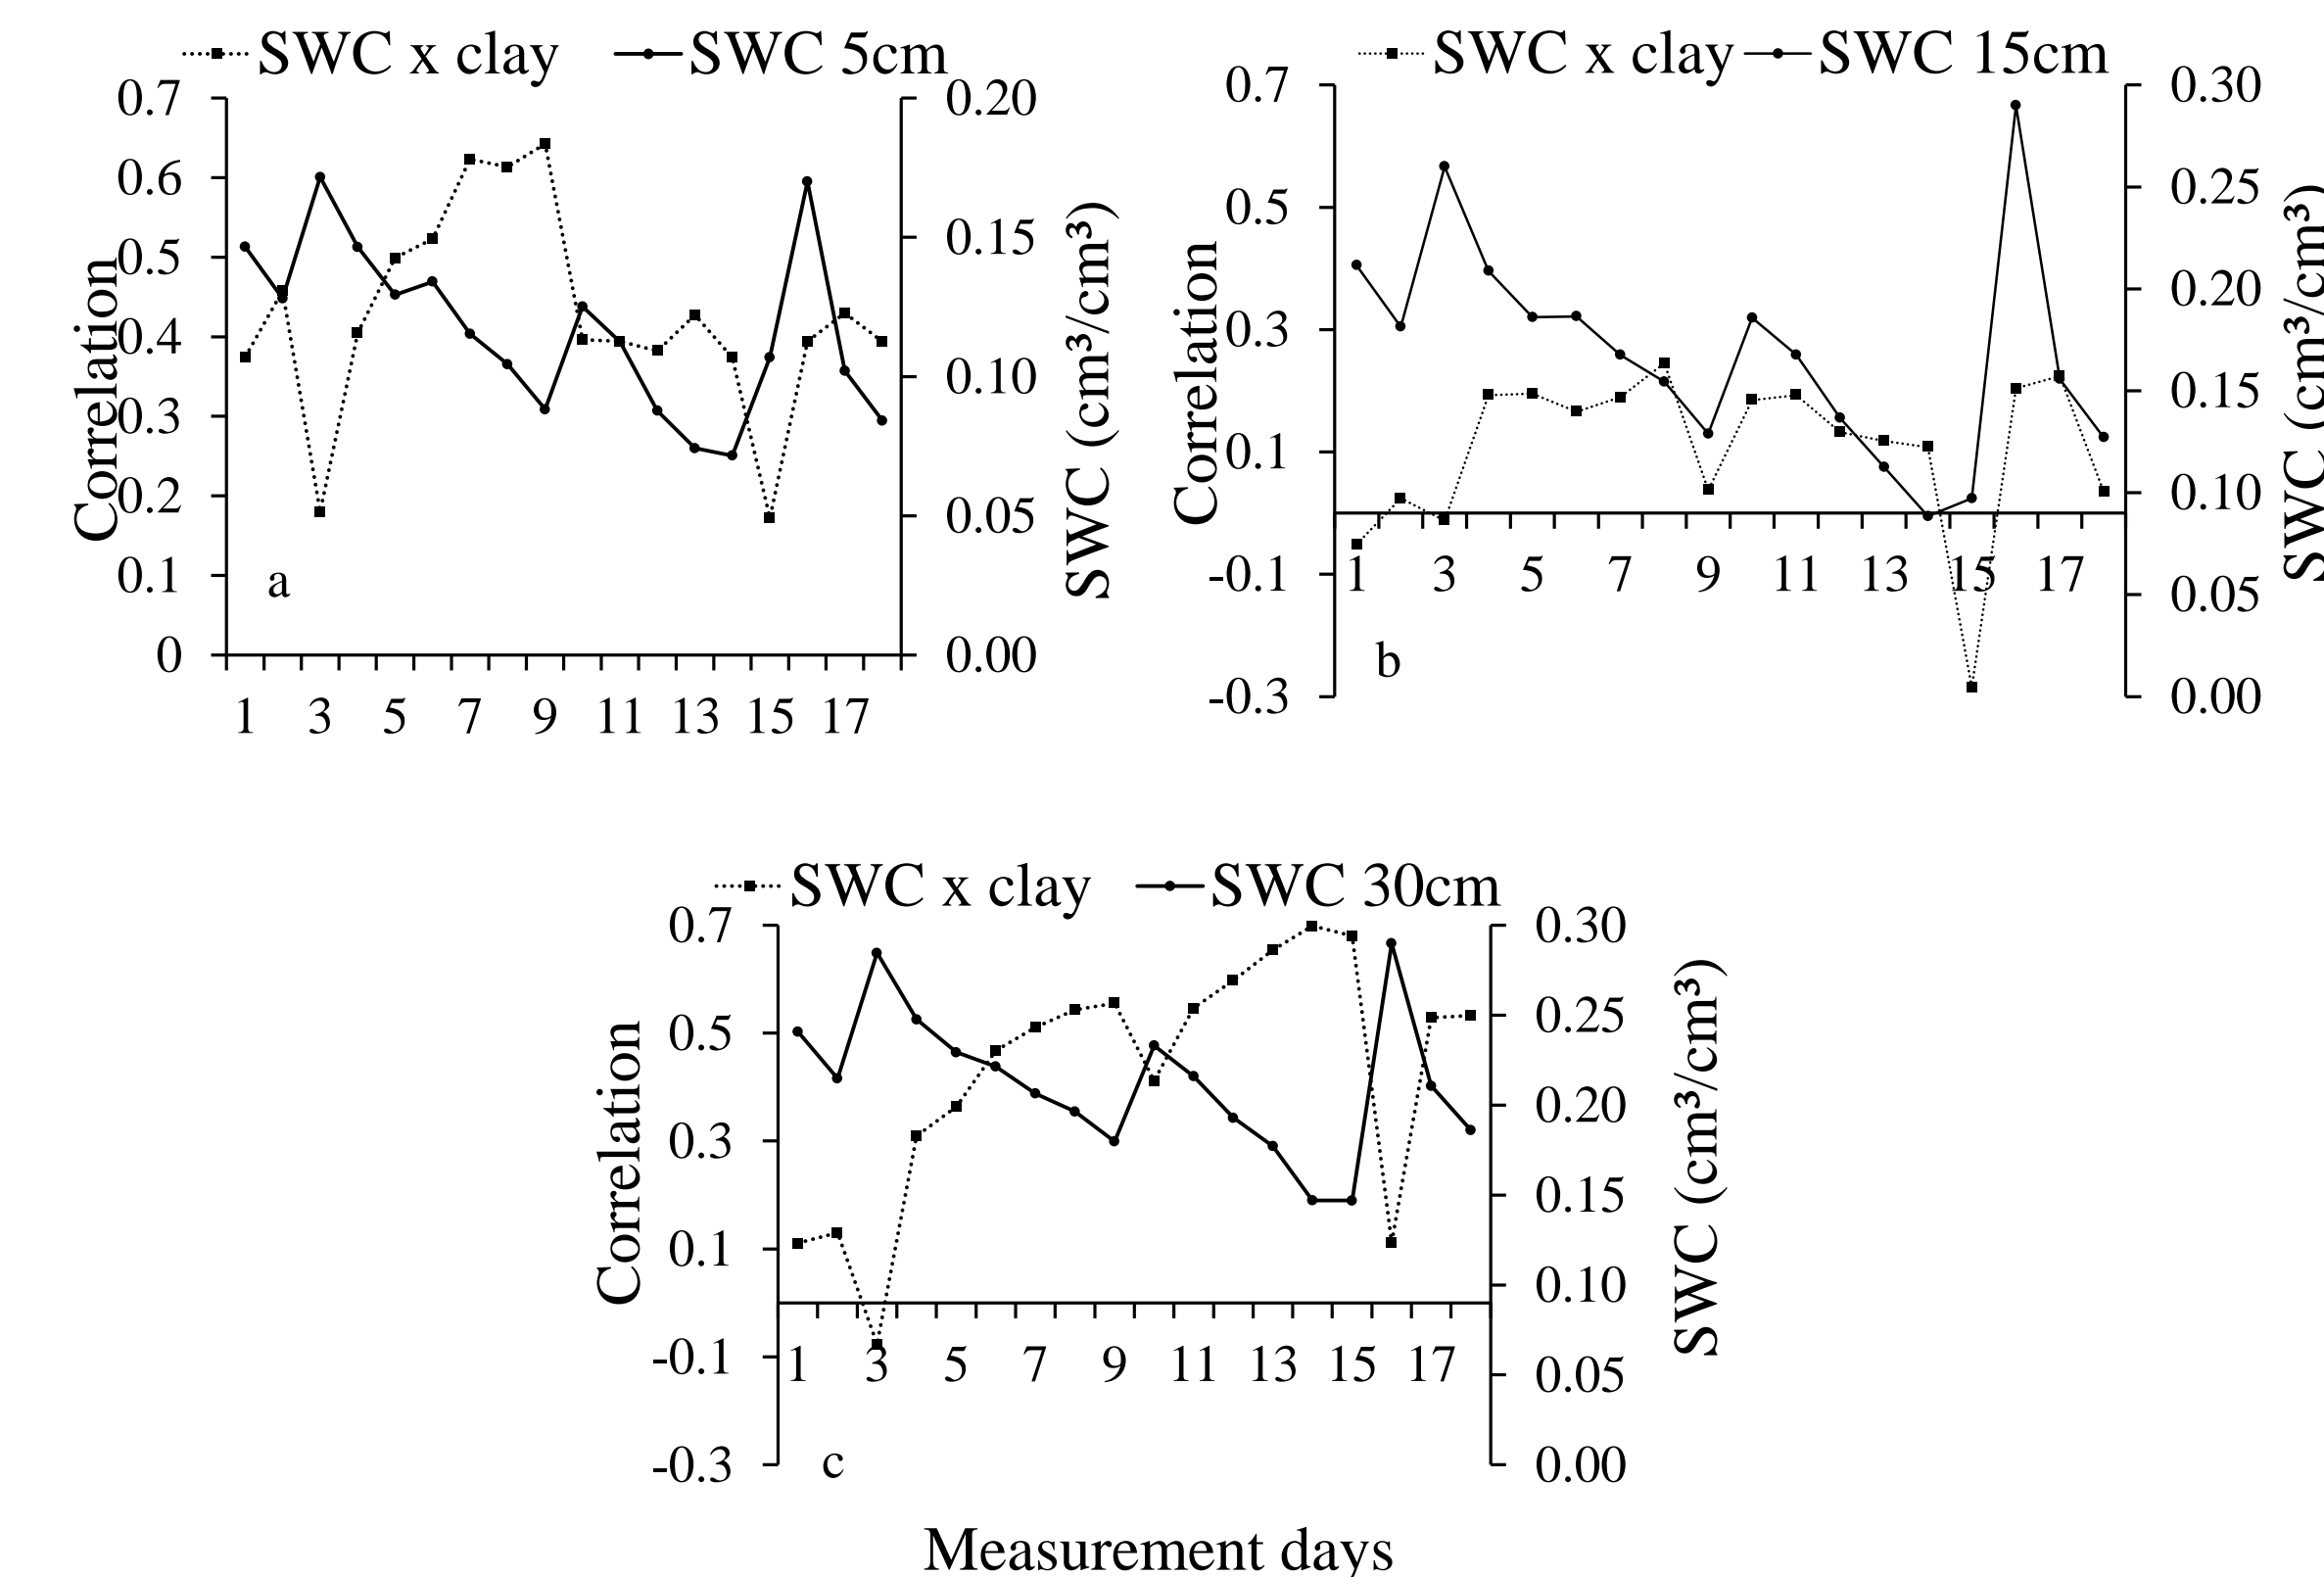 SWC x clay SWC 5cm
0.7
0.6
0.5
0.4
0.3
0.2
0.1
0
Correlation
0.20
0.15
0.10
0.05
0.00
SWC (cm³/cm³)
a
1 3 5 7 9 11 13 15 17
SWC x clay SWC 15cm
0.7
0.5
0.3
0.1
-0.1
-0.3
Correlation
0.30
0.25
0.20
0.15
0.10
0.05
0.00
SWC (cm³/cm³)
1 3 5 7 9 11 13 15 17
b
SWC x clay SWC 30cm
0.7
0.5
0.3
0.1
-0.1
-0.3
Correlation
0.30
0.25
0.20
0.15
0.10
0.05
0.00
SWC (cm³/cm³)
1 3 5 7 9 11 13 15 17
c
Measurement days